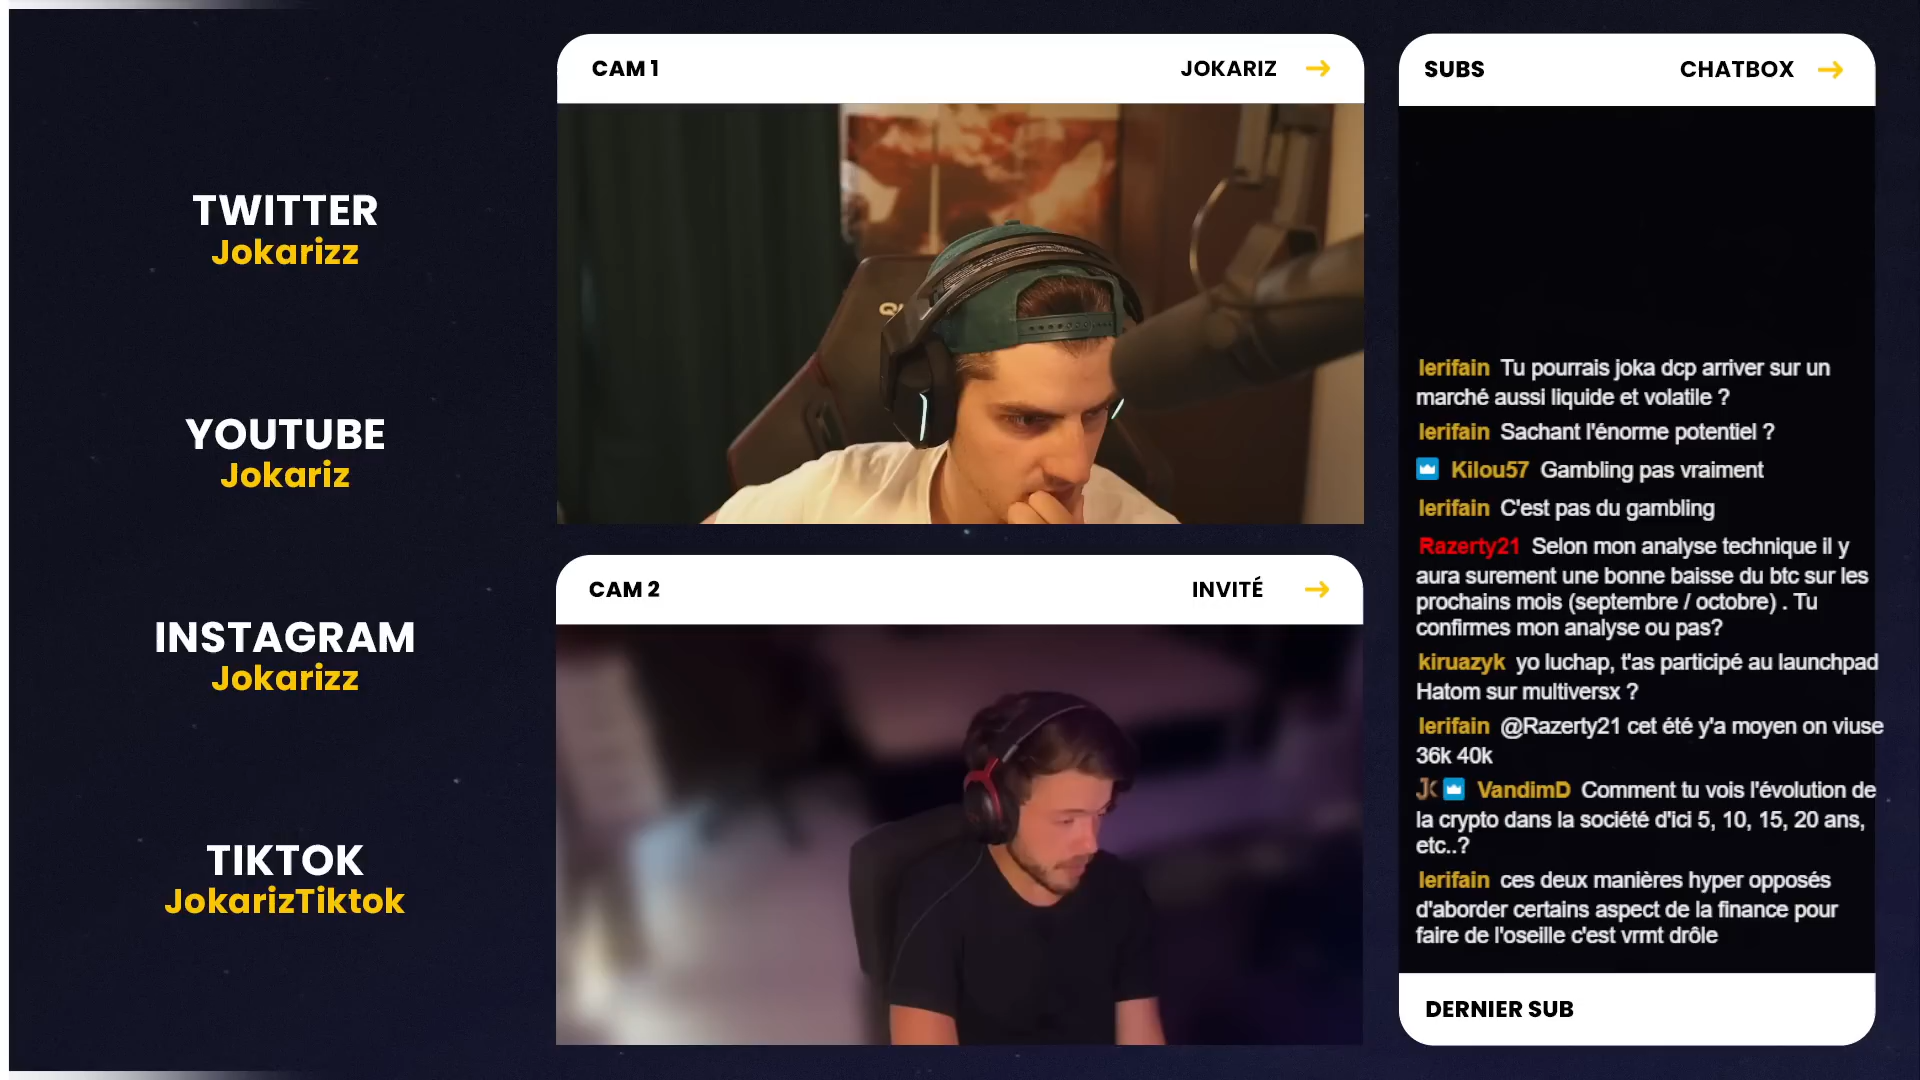 TWITTER
Jokarizz
YOUTUBE
Jokariz
INSTAGRAM
Jokarizz
TIKTOK
JokarizTiktok
CAM 1
JOKARIZ
CAM 2
INVITÉ
SUBS
CHATBOX
lerifain Tu pourrais joka dcp arriver sur un
marché aussi liquide et volatile ?
lerifain Sachant l'énorme potentiel ?
Kilou57 Gambling pas vraiment
lerifain C'est pas du gambling
Razerty21 Selon mon analyse technique il y
aura surement une bonne baisse du btc sur les
prochains mois (septembre / octobre) . Tu
confirmes mon analyse ou pas?
kiruazyk yo luchap, t'as participé au launchpad
Hatom sur multiversx ?
lerifain @Razerty21 cet été y'a moyen on viuse
36k 40k
VandimD Comment tu vois l'évolution de
la crypto dans la société d'ici 5, 10, 15, 20 ans,
etc..?
lerifain ces deux manières hyper opposés
d'aborder certains aspect de la finance pour
faire de l'oseille c'est vrmt drôle
DERNIER SUB